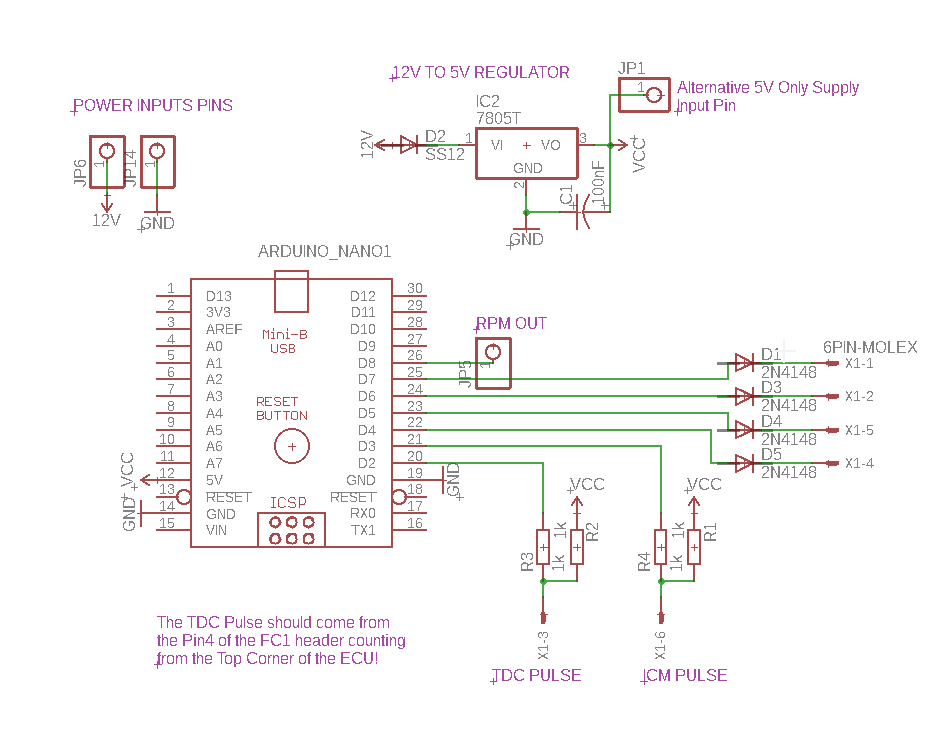 12V TO 5V REGULATOR
JP1
1
Alternative 5V Only Supply
Input Pin
POWER INPUTS PINS
JP6
1
12V
JP14
1
GND
12V
D2
SS12
IC2
7805T
1
VI
VO
3
GND
2
VCC
C1
100nF
GND
ARDUINO_NANO1
1 D13 D12 30
2 3V3 D11 29
3 AREF D10 28
4 A0 D9 27
5 A1 D8 26
6 A2 D7 25
7 A3 D6 24
8 A4 D5 23
9 A5 D4 22
10 A6 D3 21
11 A7 D2 20
12 5V GND 19
13 RESET RESET 18
14 GND RX0 17
15 VIN TX1 16
Mini-B
USB
RESET
BUTTON
ICSP
VCC
GND
GND
RPM OUT
JP5
1
6PIN-MOLEX
D1
2N4148
X1-1
D3
2N4148
X1-2
D4
2N4148
X1-5
D5
2N4148
X1-4
VCC
VCC
R3
1k
1k
R2
R4
1k
1k
R1
X1-3
X1-6
TDC PULSE
ICM PULSE
The TDC Pulse should come from
the Pin4 of the FC1 header counting
from the Top Corner of the ECU!